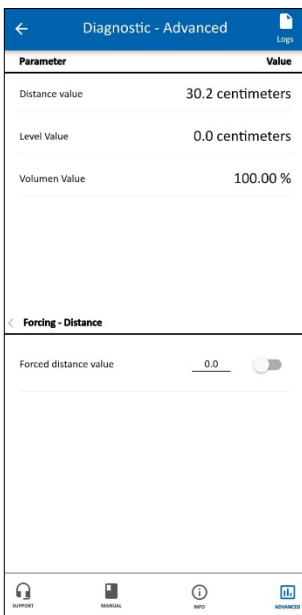 Diagnostic - Advanced
Logs
Parameter Value
Distance value 30.2 centimeters
Level Value 0.0 centimeters
Volumen Value 100.00 %
Forcing - Distance
Forced distance value 0.0
SUPPORT MANUAL INFO ADVANCED